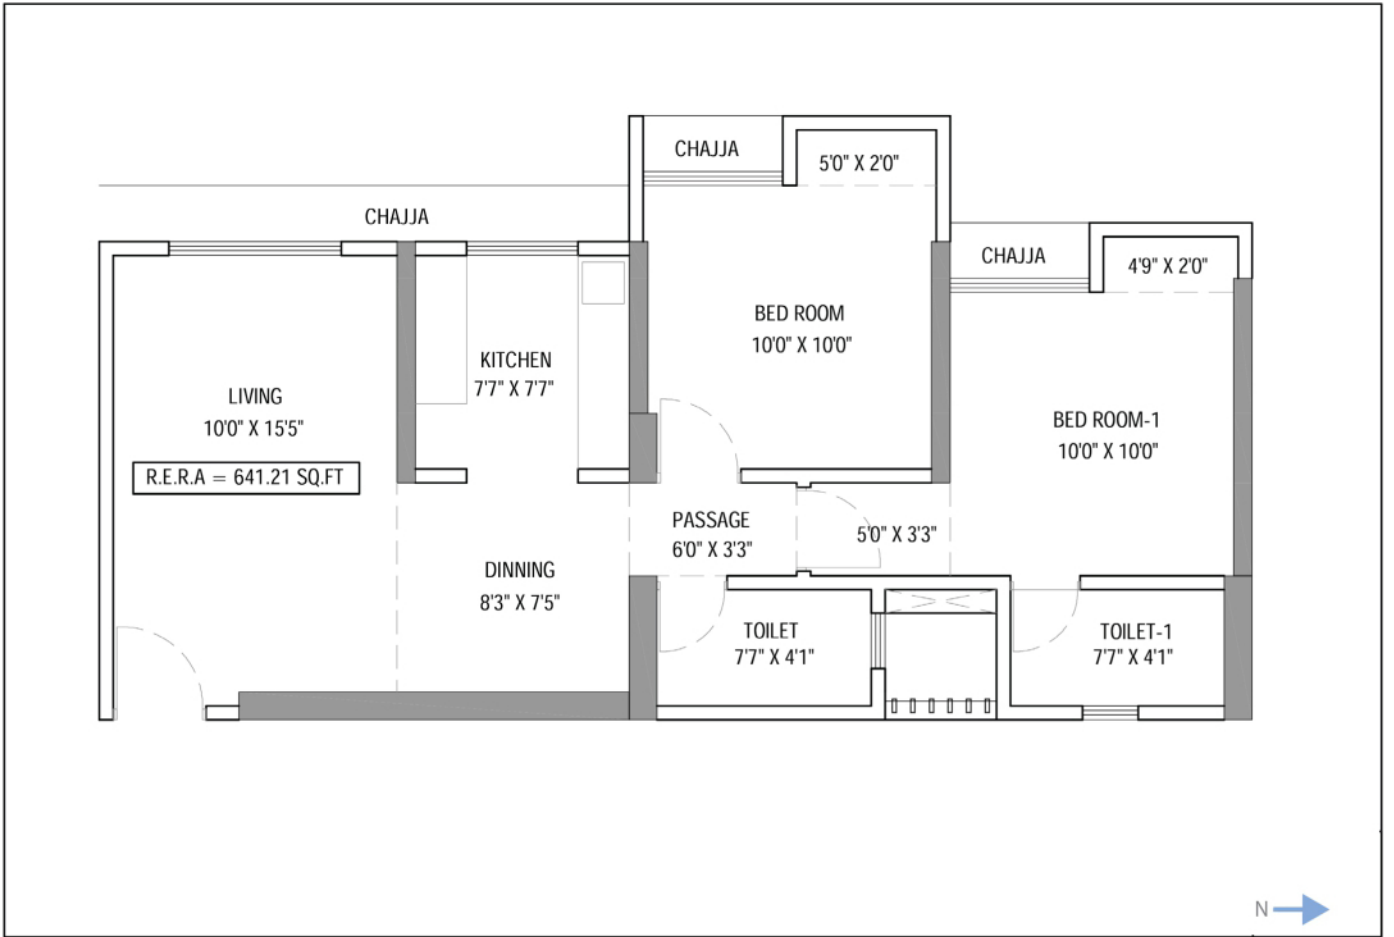 CHAJJA
5'0" X 2'0"
CHAJJA
CHAJJA
4'9" X 2'0"
BED ROOM
10'0" X 10'0"
KITCHEN
7'7" X 7'7"
LIVING
10'0" X 15'5"
R.E.R.A = 641.21 SQ.FT
BED ROOM-1
10'0" X 10'0"
PASSAGE
6'0" X 3'3"
5'0" X 3'3"
DINNING
8'3" X 7'5"
TOILET
7'7" X 4'1"
TOILET-1
7'7" X 4'1"
N